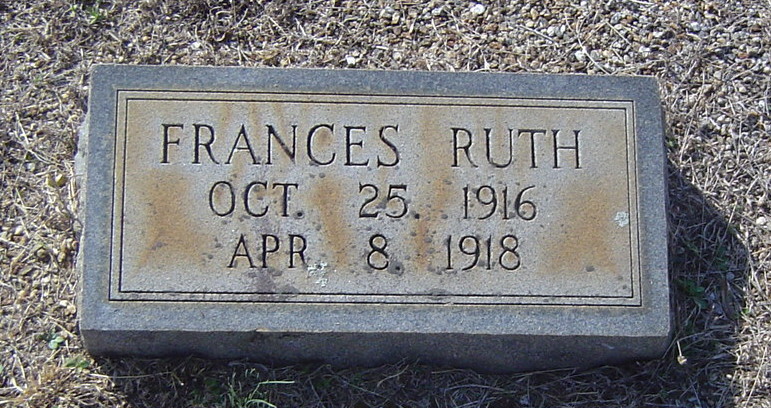 FRANCES RUTH
OCT. 25. 1916
APR 8. 1918